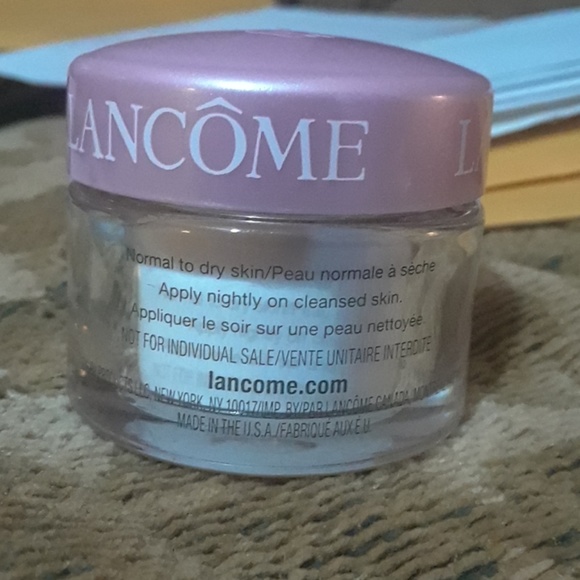 LANCÔME
Normal to dry skin/Peau normale à sèche
Apply nightly on cleansed skin.
Appliquer le soir sur une peau nettoyée.
NOT FOR INDIVIDUAL SALE/VENTE UNITAIRE INTERDITE
lancome.com
NEW YORK, NY 10017/IMP. BY/PAR LANCÔME CANADA,
MADE IN THE U.S.A./FABRIQUÉ AUX É.U.